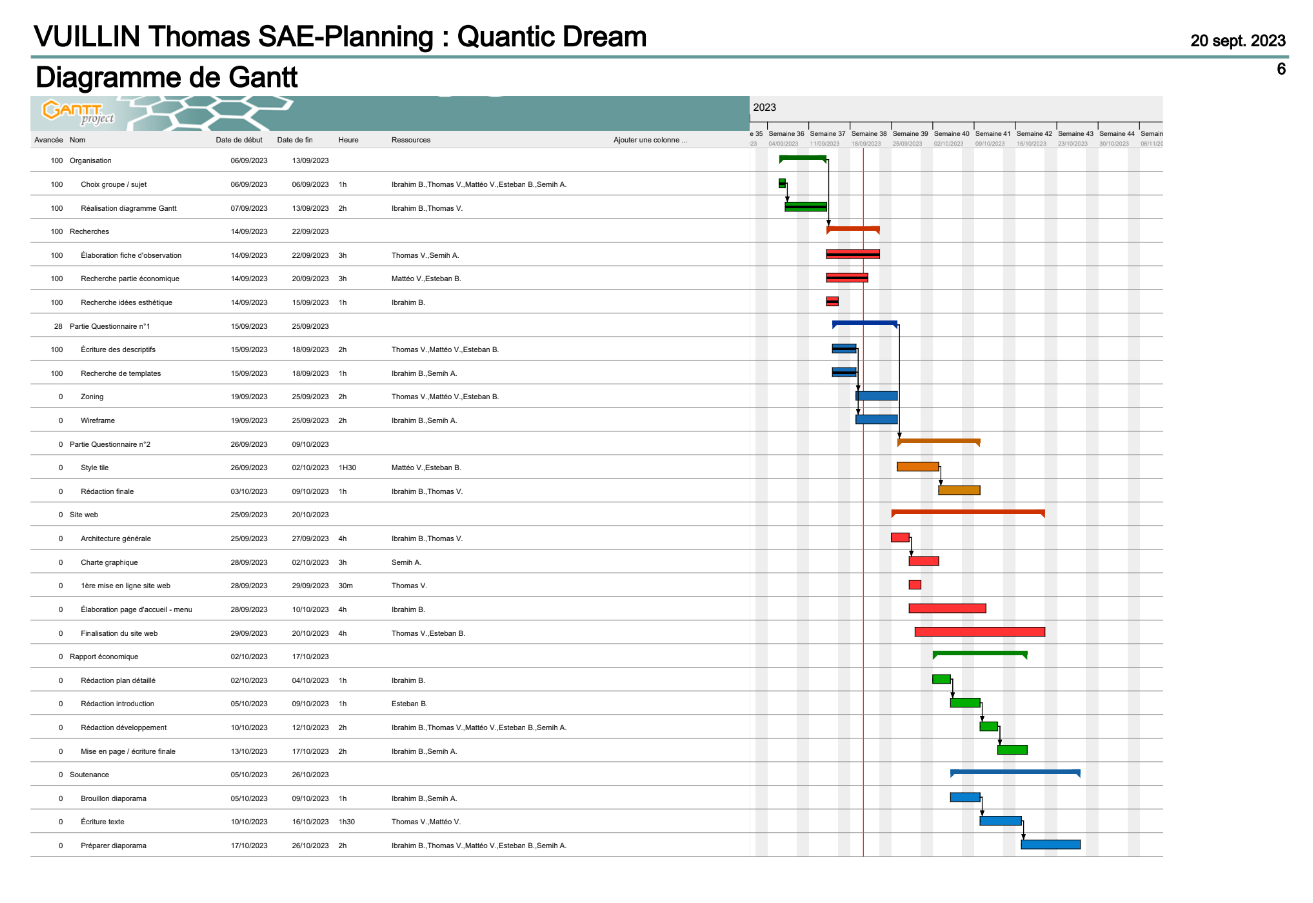 VUILLIN Thomas SAE-Planning : Quantic Dream
20 sept. 2023
Diagramme de Gantt
6
GANTT project
2023
e 35 Semaine 36 Semaine 37 Semaine 38 Semaine 39 Semaine 40 Semaine 41 Semaine 42 Semaine 43 Semaine 44 Semain
Avancée Nom Date de début Date de fin Heure Ressources Ajouter une colonne ...
23 04/09/2023 11/09/2023 18/09/2023 25/09/2023 02/10/2023 09/10/2023 16/10/2023 23/10/2023 30/10/2023 06/11/20
100 Organisation 06/09/2023 13/09/2023
100 Choix groupe / sujet 06/09/2023 06/09/2023 1h Ibrahim B.,Thomas V.,Mattéo V.,Esteban B.,Semih A.
100 Réalisation diagramme Gantt 07/09/2023 13/09/2023 2h Ibrahim B.,Thomas V.
100 Recherches 14/09/2023 22/09/2023
100 Élaboration fiche d'observation 14/09/2023 22/09/2023 3h Thomas V.,Semih A.
100 Recherche partie économique 14/09/2023 20/09/2023 3h Mattéo V.,Esteban B.
100 Recherche idées esthétique 14/09/2023 15/09/2023 1h Ibrahim B.
28 Partie Questionnaire n°1 15/09/2023 25/09/2023
100 Écriture des descriptifs 15/09/2023 18/09/2023 2h Thomas V.,Mattéo V.,Esteban B.
100 Recherche de templates 15/09/2023 18/09/2023 1h Ibrahim B.,Semih A.
0 Zoning 19/09/2023 25/09/2023 2h Thomas V.,Mattéo V.,Esteban B.
0 Wireframe 19/09/2023 25/09/2023 2h Ibrahim B.,Semih A.
0 Partie Questionnaire n°2 26/09/2023 09/10/2023
0 Style tile 26/09/2023 02/10/2023 1H30 Mattéo V.,Esteban B.
0 Rédaction finale 03/10/2023 09/10/2023 1h Ibrahim B.,Thomas V.
0 Site web 25/09/2023 20/10/2023
0 Architecture générale 25/09/2023 27/09/2023 4h Ibrahim B.,Thomas V.
0 Charte graphique 28/09/2023 02/10/2023 3h Semih A.
0 1ère mise en ligne site web 28/09/2023 29/09/2023 30m Thomas V.
0 Élaboration page d'accueil - menu 28/09/2023 10/10/2023 4h Ibrahim B.
0 Finalisation du site web 29/09/2023 20/10/2023 4h Thomas V.,Esteban B.
0 Rapport économique 02/10/2023 17/10/2023
0 Rédaction plan détaillé 02/10/2023 04/10/2023 1h Ibrahim B.
0 Rédaction introduction 05/10/2023 09/10/2023 1h Esteban B.
0 Rédaction développement 10/10/2023 12/10/2023 2h Ibrahim B.,Thomas V.,Mattéo V.,Esteban B.,Semih A.
0 Mise en page / écriture finale 13/10/2023 17/10/2023 2h Ibrahim B.,Semih A.
0 Soutenance 05/10/2023 26/10/2023
0 Brouillon diaporama 05/10/2023 09/10/2023 1h Ibrahim B.,Semih A.
0 Écriture texte 10/10/2023 16/10/2023 1h30 Thomas V.,Mattéo V.
0 Préparer diaporama 17/10/2023 26/10/2023 2h Ibrahim B.,Thomas V.,Mattéo V.,Esteban B.,Semih A.